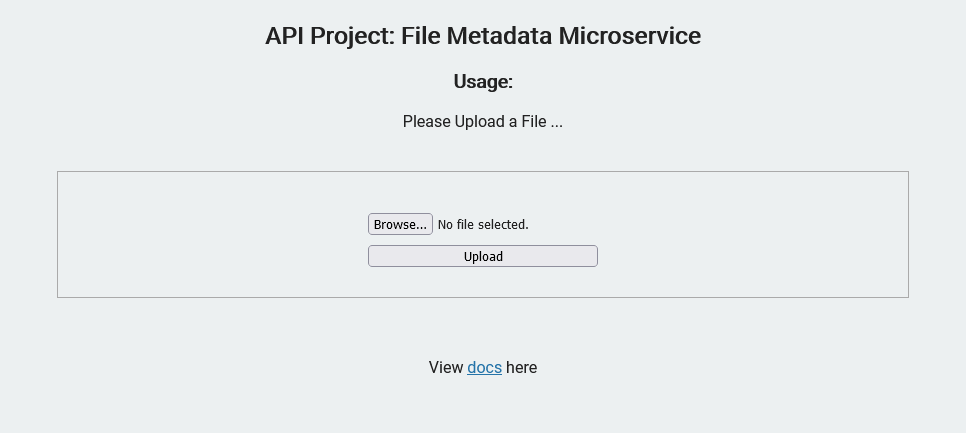 API Project: File Metadata Microservice
Usage:
Please Upload a File ...
Browse... No file selected.
Upload
View docs here